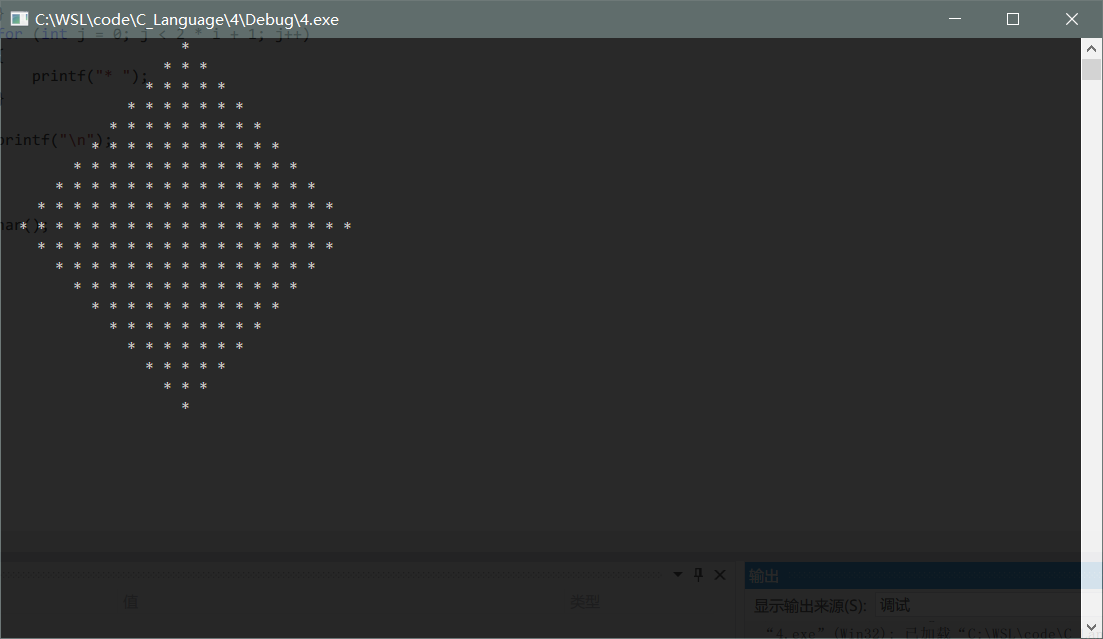 C:\WSL\code\C_Language\4\Debug\4.exe
for (int j = 0; j < 2 * i + 1; j++)
*
* * *
printf("* ");
* * * * *
* * * * * * *
* * * * * * * * *
printf("\n");
* * * * * * * * * * *
* * * * * * * * * * * * *
* * * * * * * * * * * * * * *
* * * * * * * * * * * * * * * * *
* * * * * * * * * * * * * * * * * * *
* * * * * * * * * * * * * * * * *
* * * * * * * * * * * * * * *
* * * * * * * * * * * * *
* * * * * * * * * * *
* * * * * * * * *
* * * * * * *
* * * * *
* * *
*
输出
值
类型
显示输出来源(S): 调试
“4.exe” (Win32): 已加载 “C:\WSL\code\C